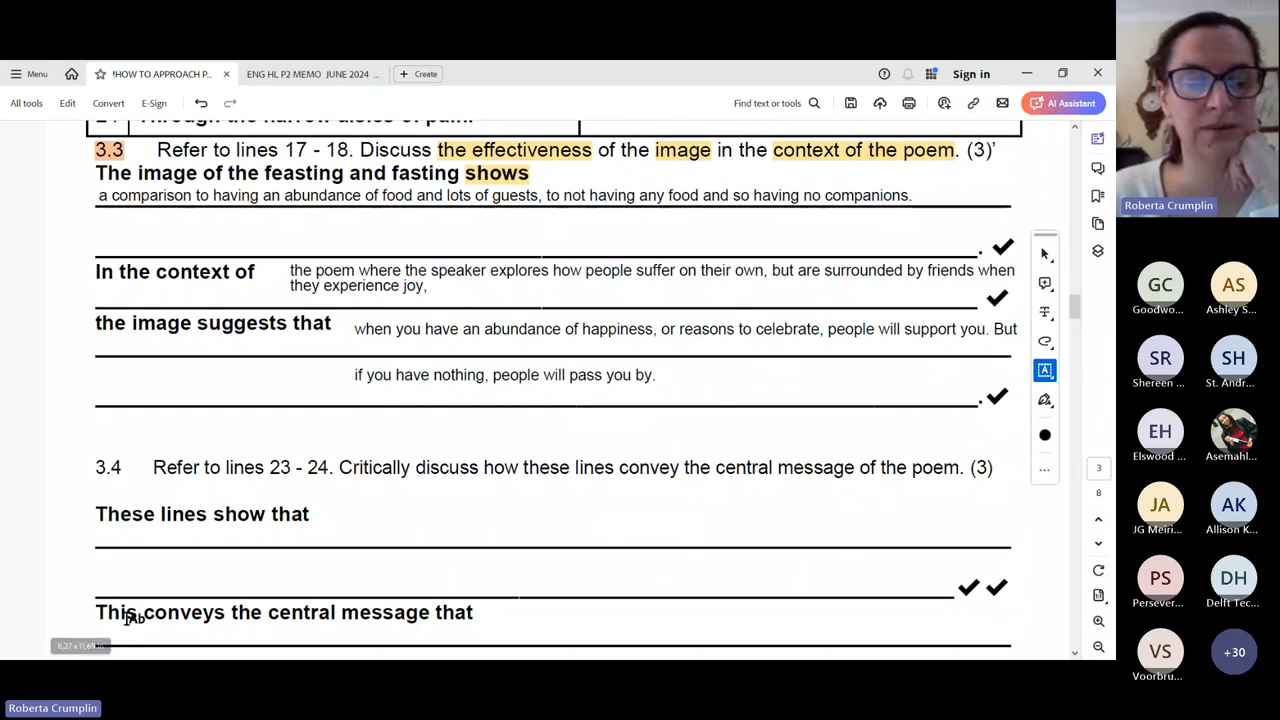 Menu
!HOW TO APPROACH P...
ENG HL P2 MEMO JUNE 2024 ...
Create
Sign in
All tools
Edit
Convert
E-Sign
Find text or tools
AI Assistent
3.3 Refer to lines 17 - 18. Discuss the effectiveness of the image in the context of the poem. (3)'
The image of the feasting and fasting shows
a comparison to having an abundance of food and lots of guests, to not having any food and so having no companions.
In the context of the poem where the speaker explores how people suffer on their own, but are surrounded by friends when
they experience joy,
the image suggests that when you have an abundance of happiness, or reasons to celebrate, people will support you. But
if you have nothing, people will pass you by.
3.4 Refer to lines 23 - 24. Critically discuss how these lines convey the central message of the poem. (3)
These lines show that
This conveys the central message that
8,27 x 11,69 in
3
8
Roberta Crumplin
GC
Goodwo...
AS
Ashley S...
SR
Shereen ...
SH
St. Andr...
EH
Elswood ...
Asemahl...
JA
JG Meiri...
AK
Allison K...
PS
Persever...
DH
Delft Tec...
VS
Voorbru...
+30
Roberta Crumplin